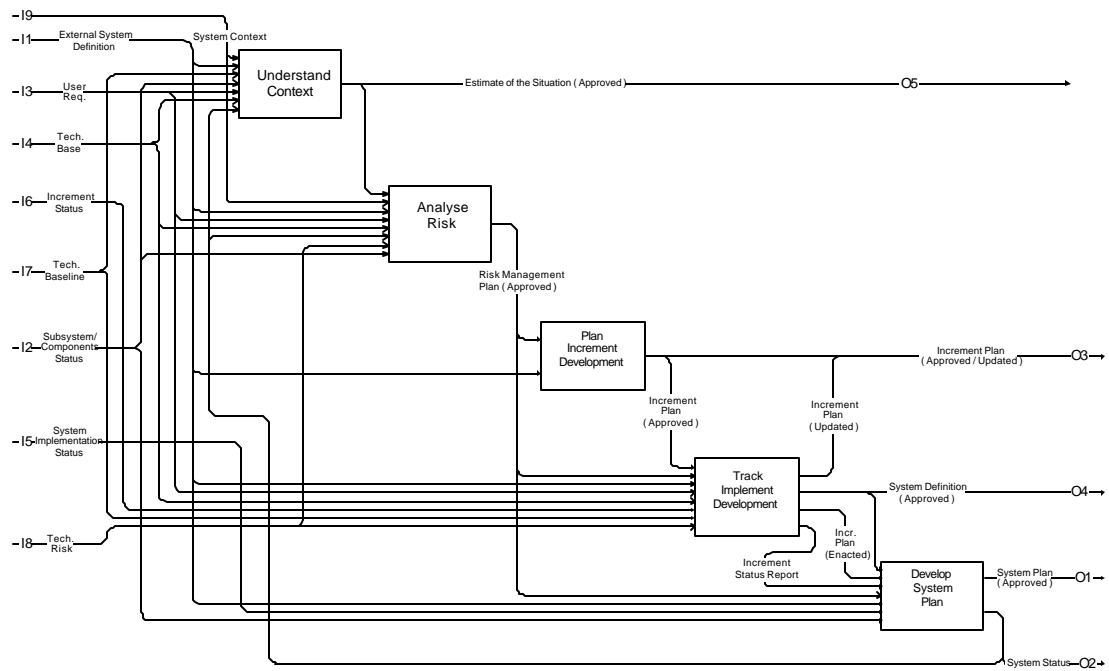 I9
I1
External System
Definition
System Context
Understand
Context
I3
User
Req.
Estimate of the Situation ( Approved )
O5
I4
Tech.
Base
I6
Increment
Status
Analyse
Risk
I7
Tech.
Baseline
Risk Management
Plan ( Approved )
I2
Subsystem/
Components
Status
Plan
Increment
Development
Increment Plan
( Approved / Updated )
O3
Increment
Plan
( Approved )
Increment
Plan
( Updated )
I5
System
Implementation
Status
Track
Implement
Development
System Definition
( Approved )
O4
I8
Tech.
Risk
Incr.
Plan
(Enacted)
Increment
Status Report
Develop
System
Plan
System Plan
( Approved )
O1
System Status
O2